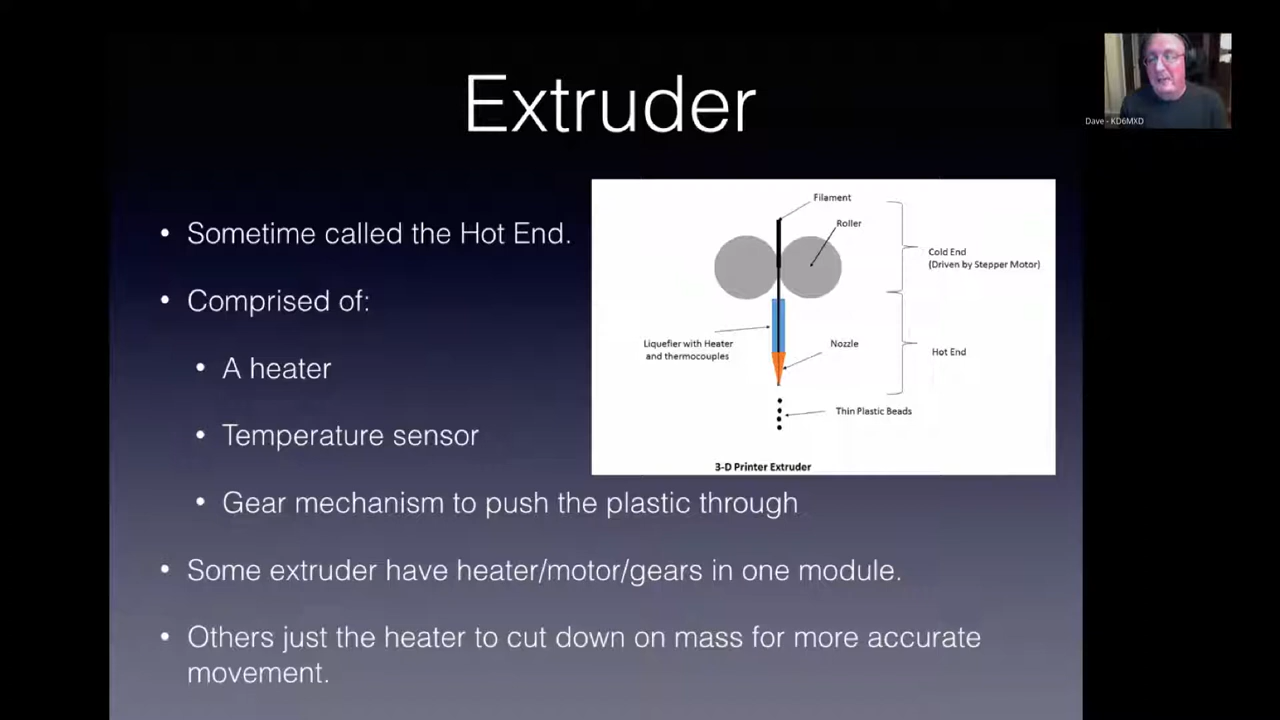 Extruder
Dave - KD6MXD
• Sometime called the Hot End.
• Comprised of:
• A heater
• Temperature sensor
• Gear mechanism to push the plastic through
• Some extruder have heater/motor/gears in one module.
• Others just the heater to cut down on mass for more accurate
movement.
Filament
Roller
Cold End
(Driven by Stepper Motor)
Liquefier with Heater
and thermocouples
Nozzle
Hot End
Thin Plastic Beads
3-D Printer Extruder